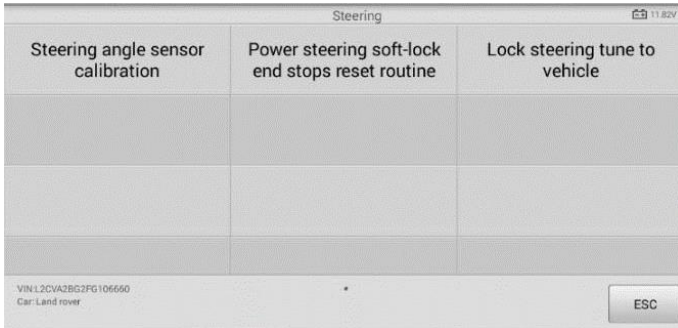 Steering
11.82V
Steering angle sensor
calibration
Power steering soft-lock
end stops reset routine
Lock steering tune to
vehicle
VIN:L2CVA2BG2FG106660
Car: Land rover
ESC